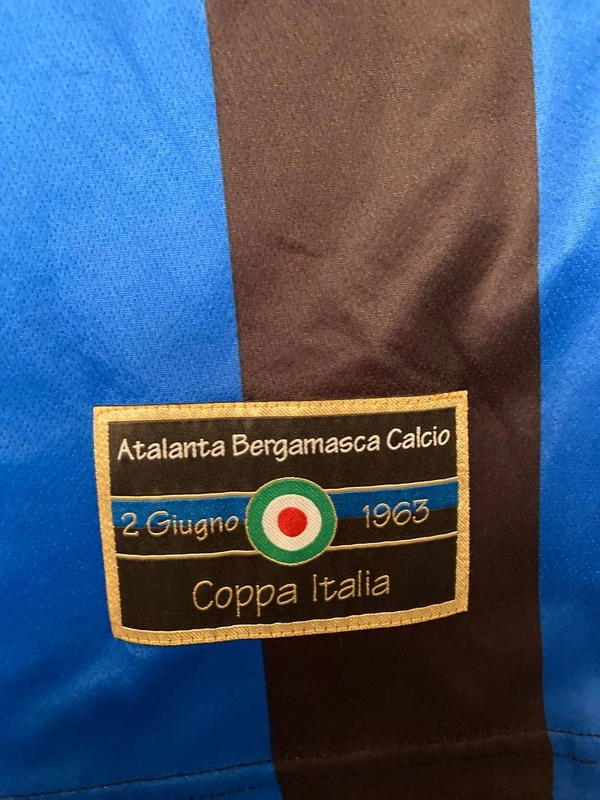 Atalanta Bergamasca Calcio
2 Giugno 1963
Coppa Italia